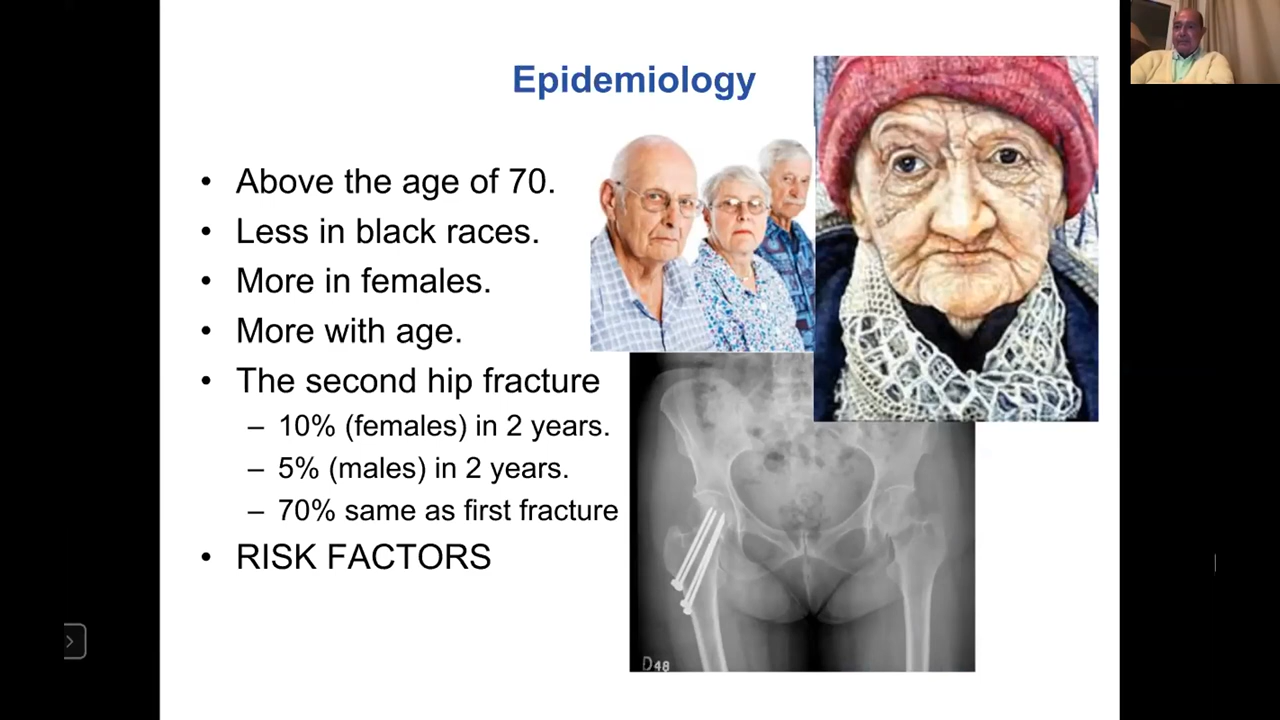 Epidemiology
• Above the age of 70.
• Less in black races.
• More in females.
• More with age.
• The second hip fracture
– 10% (females) in 2 years.
– 5% (males) in 2 years.
– 70% same as first fracture
• RISK FACTORS
D48